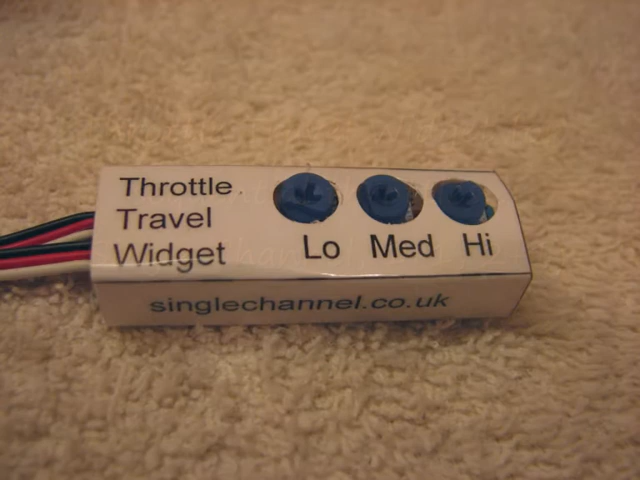 Throttle
Travel
Widget
Lo Med Hi
singlechannel.co.uk